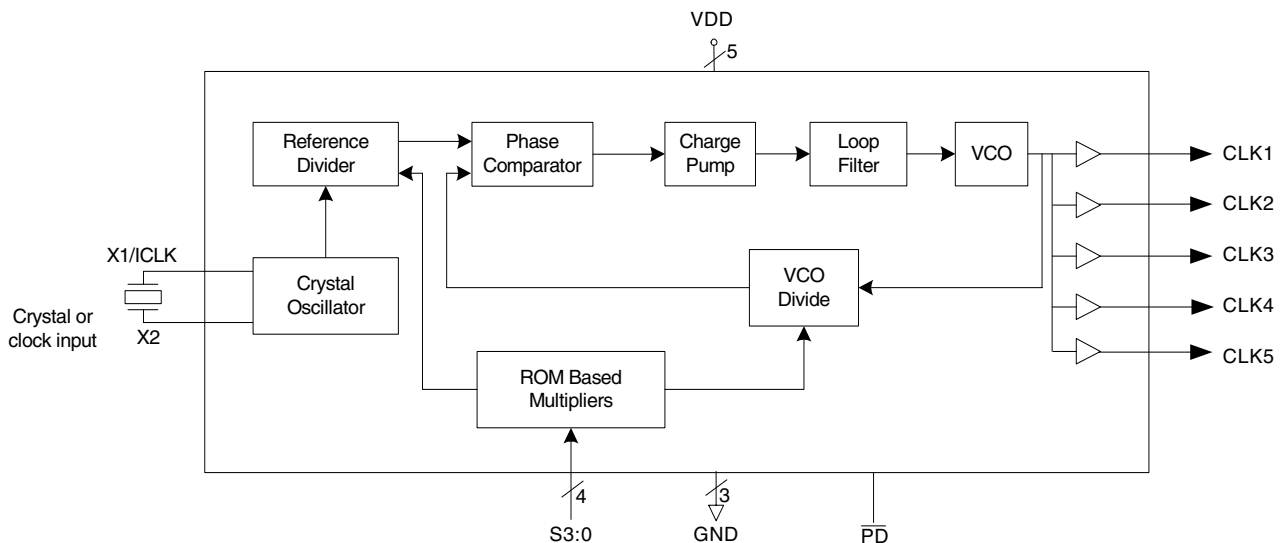 VDD
5
Reference
Divider
Phase
Comparator
Charge
Pump
Loop
Filter
VCO
CLK1
CLK2
CLK3
CLK4
CLK5
X1/ICLK
X2
Crystal or
clock input
Crystal
Oscillator
VCO
Divide
ROM Based
Multipliers
4
S3:0
3
GND
PD